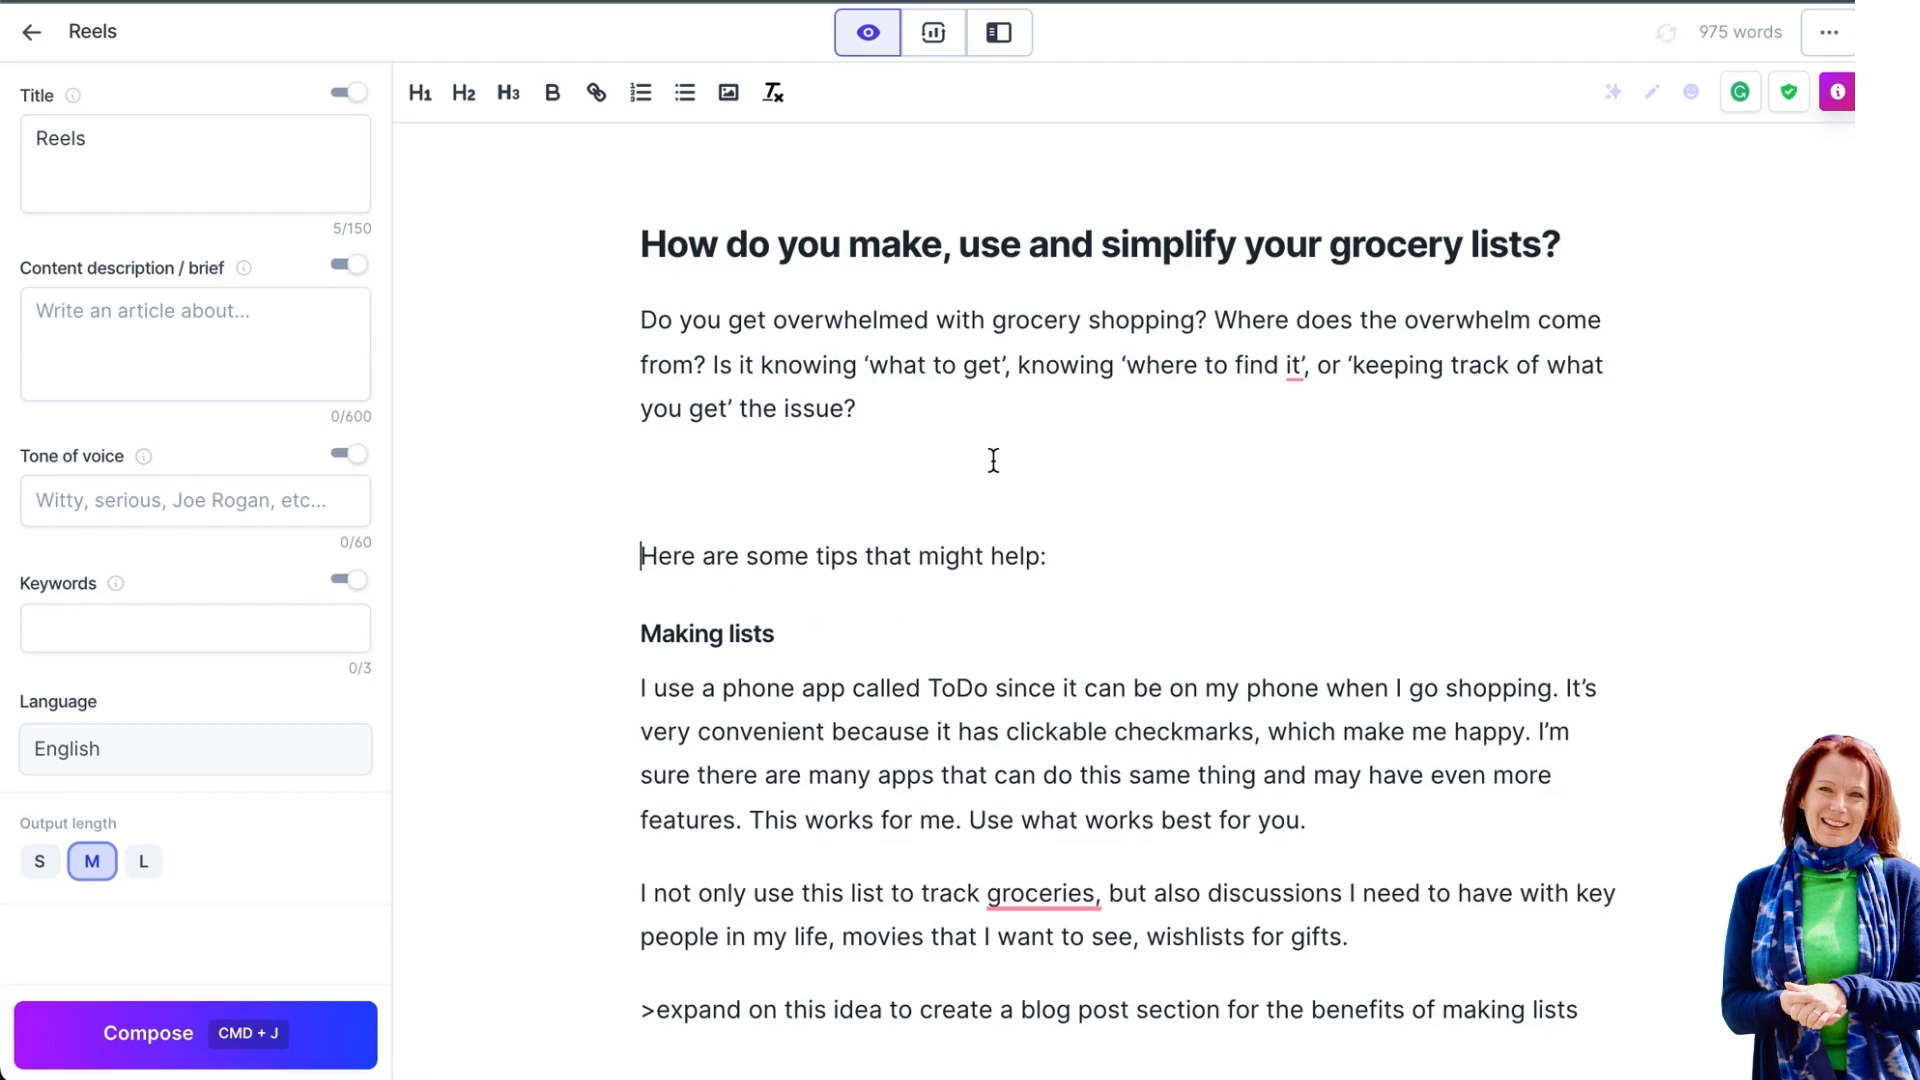 Reels
975 words
Title
Reels
5/150
Content description / brief
Write an article about...
0/600
Tone of voice
Witty, serious, Joe Rogan, etc...
0/60
Keywords
0/3
Language
English
Output length
S M L
Compose CMD + J
H1 H2 H3 B
How do you make, use and simplify your grocery lists?
Do you get overwhelmed with grocery shopping? Where does the overwhelm come
from? Is it knowing ‘what to get’, knowing ‘where to find it’, or ‘keeping track of what
you get’ the issue?
Here are some tips that might help:
Making lists
I use a phone app called ToDo since it can be on my phone when I go shopping. It’s
very convenient because it has clickable checkmarks, which make me happy. I’m
sure there are many apps that can do this same thing and may have even more
features. This works for me. Use what works best for you.
I not only use this list to track groceries, but also discussions I need to have with key
people in my life, movies that I want to see, wishlists for gifts.
>expand on this idea to create a blog post section for the benefits of making lists